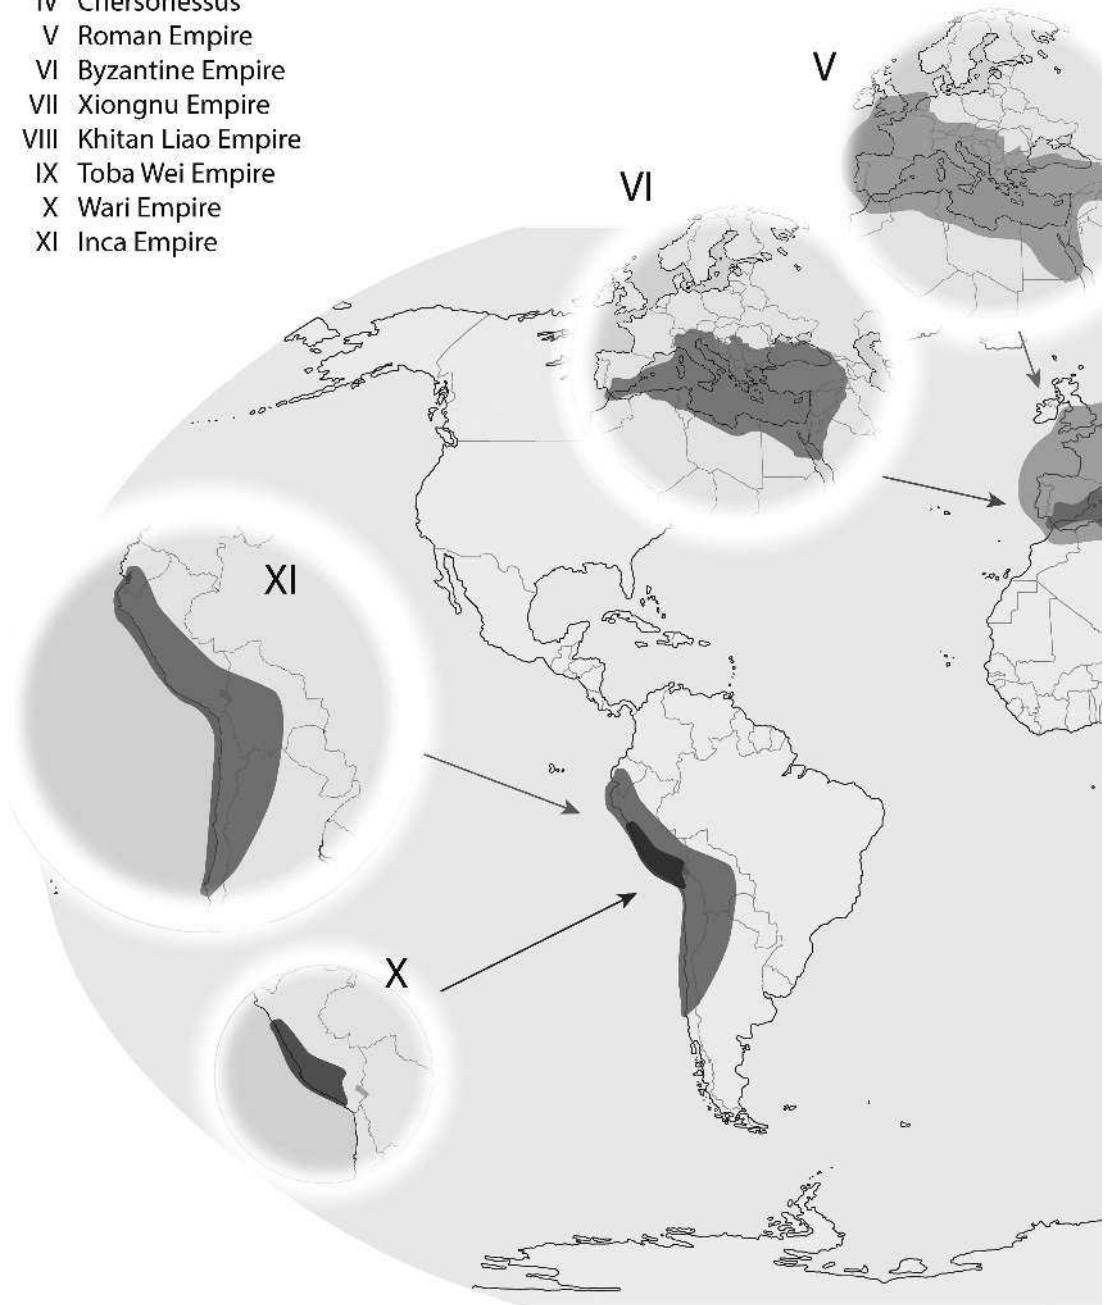 IV Chersonessus
V Roman Empire
VI Byzantine Empire
VII Xiongnu Empire
VIII Khitan Liao Empire
IX Toba Wei Empire
X Wari Empire
XI Inca Empire
V
VI
XI
X